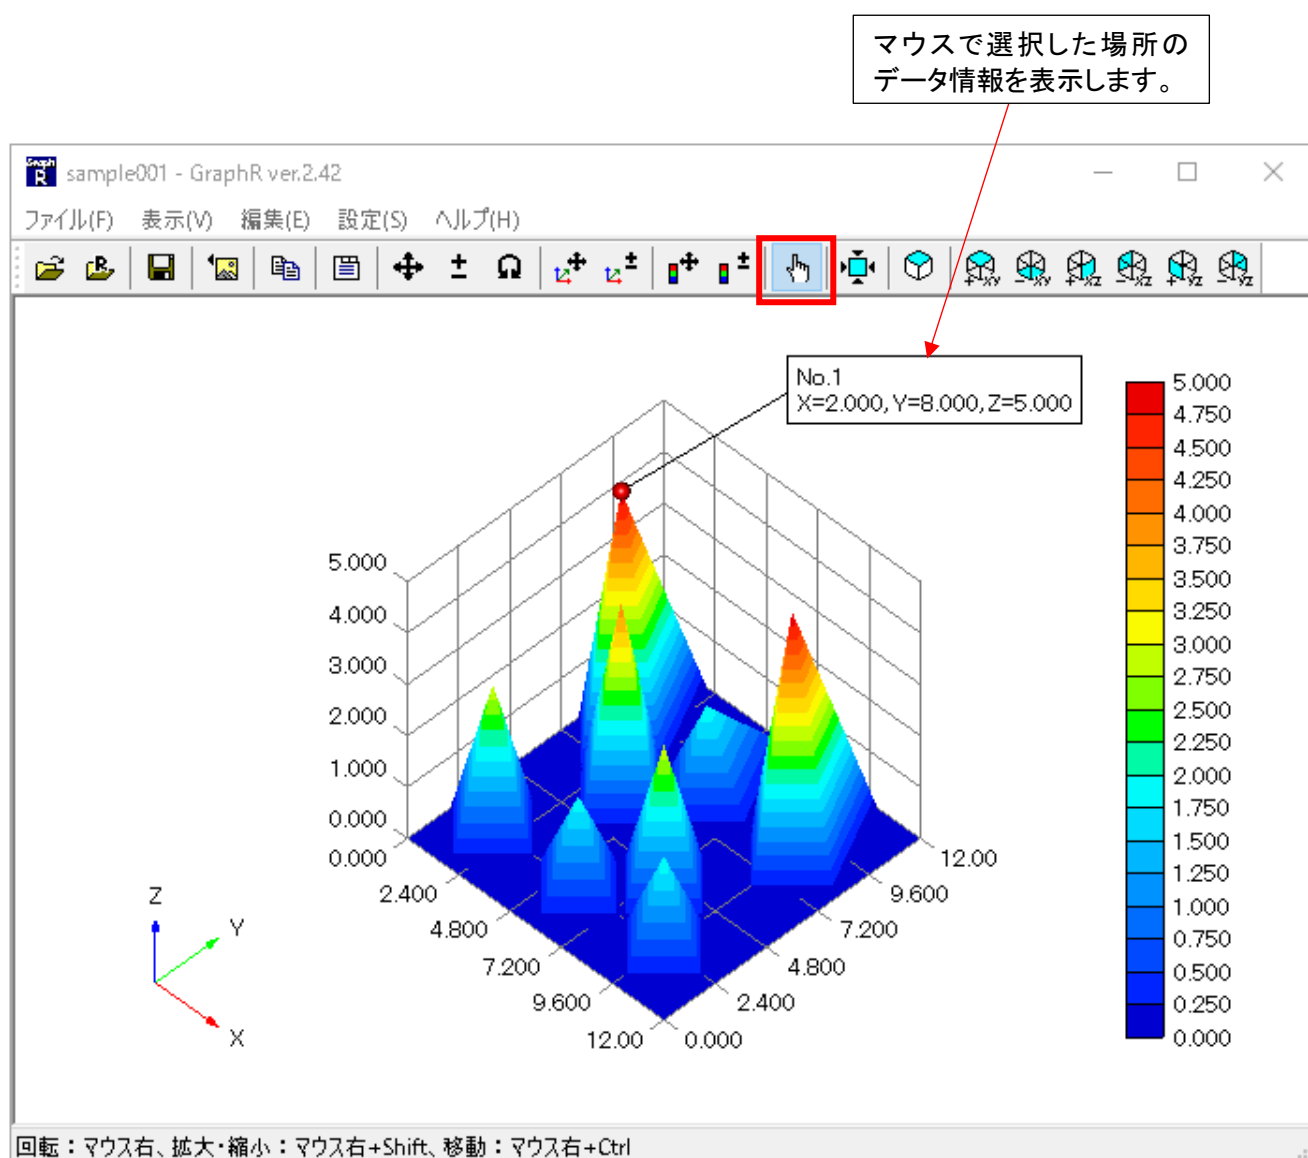 マウスで選択した場所の
データ情報を表示します。
Graph
R
sample001 - GraphR ver.2.42
ファイル(F) 表示(V) 編集(E) 設定(S) ヘルプ(H)
R
+xy -xy +xz -xz +yz -yz
No.1
X=2.000, Y=8.000, Z=5.000
5.000
4.000
3.000
2.000
1.000
0.000
0.000
2.400
4.800
7.200
9.600
12.00
0.000
2.400
4.800
7.200
9.600
12.00
Z
Y
X
5.000
4.750
4.500
4.250
4.000
3.750
3.500
3.250
3.000
2.750
2.500
2.250
2.000
1.750
1.500
1.250
1.000
0.750
0.500
0.250
0.000
回転：マウス右、拡大・縮小：マウス右+Shift、移動：マウス右+Ctrl